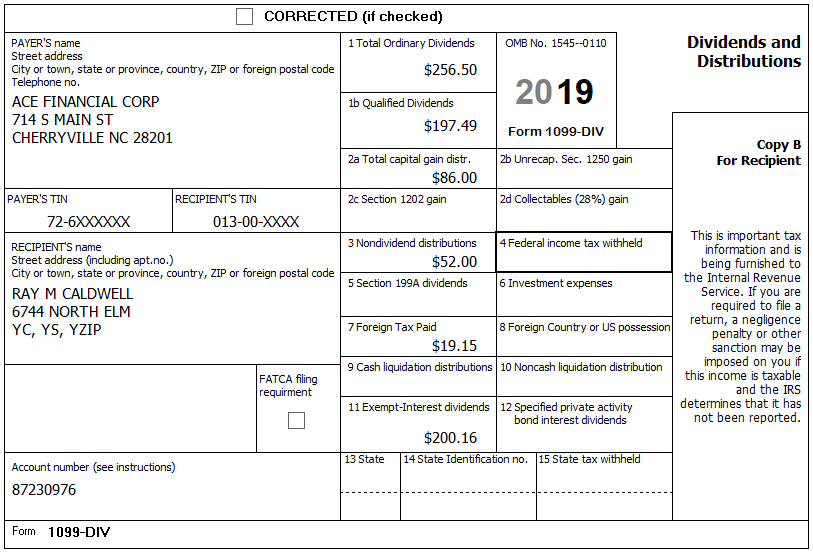 CORRECTED (if checked)
PAYER'S name
Street address
City or town, state or province, country, ZIP or foreign postal code
Telephone no.
ACE FINANCIAL CORP
714 S MAIN ST
CHERRYVILLE NC 28201
1 Total Ordinary Dividends
$256.50
1b Qualified Dividends
$197.49
OMB No. 1545--0110
2019
Form 1099-DIV
Dividends and
Distributions
2a Total capital gain distr.
$86.00
2b Unrecap. Sec. 1250 gain
Copy B
For Recipient
PAYER'S TIN
72-6XXXXXX
RECIPIENT'S TIN
013-00-XXXX
2c Section 1202 gain
2d Collectables (28%) gain
RECIPIENT'S name
Street address (including apt.no.)
City or town, state or province, country, ZIP or foreign postal code
RAY M CALDWELL
6744 NORTH ELM
YC, YS, YZIP
3 Nondividend distributions
$52.00
4 Federal income tax withheld
5 Section 199A dividends
6 Investment expenses
7 Foreign Tax Paid
$19.15
8 Foreign Country or US possession
This is important tax
information and is
being furnished to
the Internal Revenue
Service. If you are
required to file a
return, a negligence
penalty or other
sanction may be
imposed on you if
this income is taxable
and the IRS
determines that it has
not been reported.
FATCA filing
requirment
9 Cash liquidation distributions
10 Noncash liquidation distribution
11 Exempt-Interest dividends
$200.16
12 Specified private activity
bond interest dividends
Account number (see instructions)
87230976
13 State
14 State Identification no.
15 State tax withheld
Form 1099-DIV